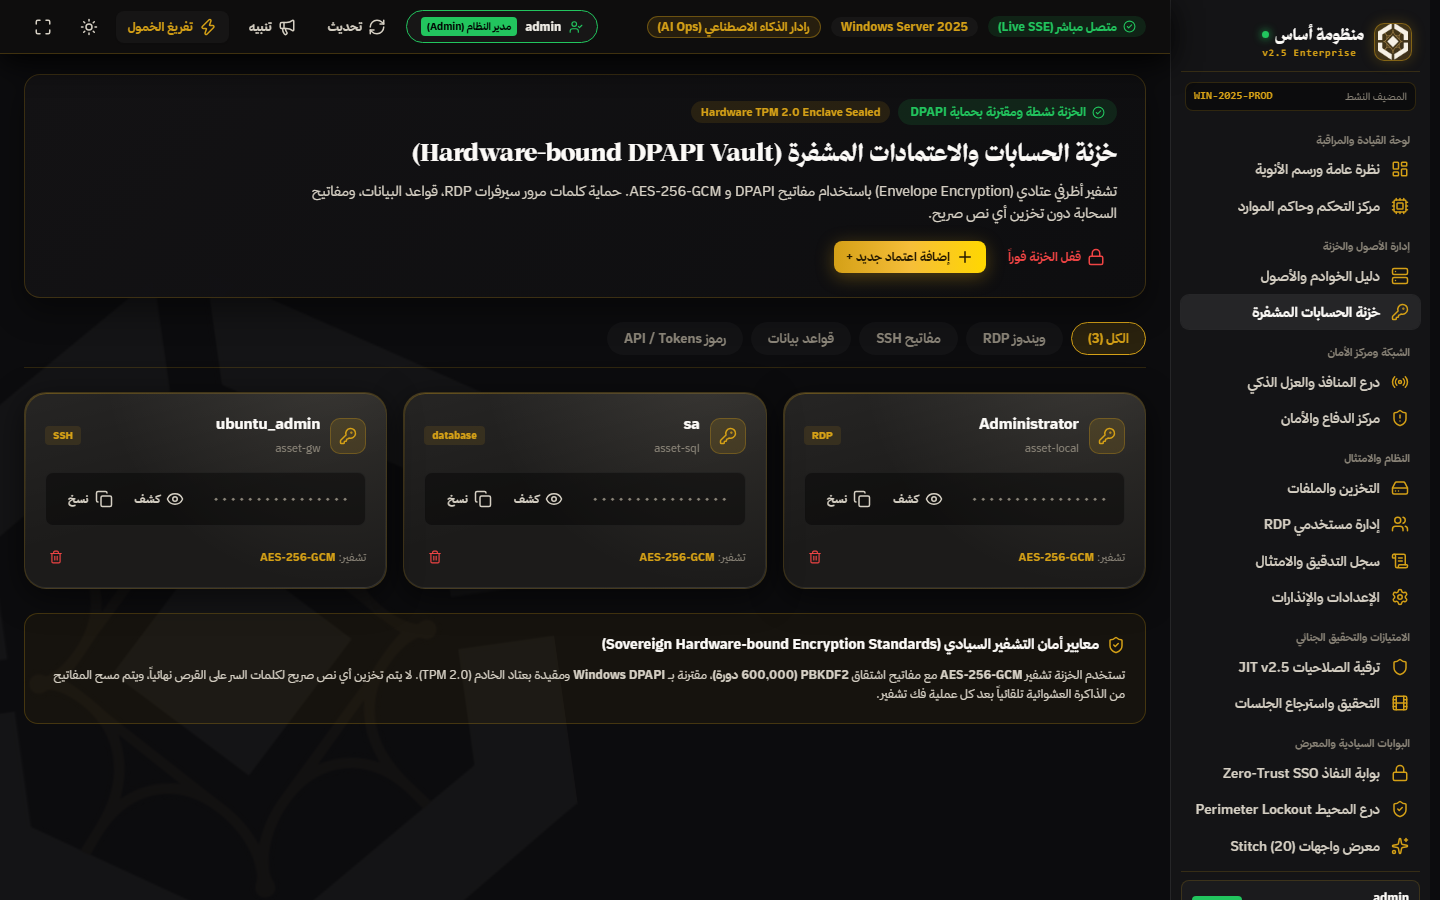 منظومة أساس
v2.5 Enterprise
المضيف النشط WIN-2025-PROD
لوحة القيادة والمراقبة
نظرة عامة ورسم الأنوية
مركز التحكم وحاكم الموارد
إدارة الأصول والخزنة
دليل الخوادم والأصول
خزنة الحسابات المشفرة
الشبكة ومركز الأمان
درع المنافذ والعزل الذكي
مركز الدفاع والأمان
النظام والامتثال
التخزين والملفات
إدارة مستخدمي RDP
سجل التدقيق والامتثال
الإعدادات والإنذارات
الامتيازات والتحقيق الجنائي
ترقية الصلاحيات JIT v2.5
التحقيق واسترجاع الجلسات
البوابات السيادية والمعرض
بوابة النفاذ Zero-Trust SSO
درع المحيط Perimeter Lockout
معرض واجهات Stitch (20)
admin
متصل مباشر (Live SSE)
Windows Server 2025
رادار الذكاء الاصطناعي (AI Ops)
admin مدير النظام (Admin)
تحديث
تنبيه
تفريغ الخمول
الخزنة نشطة ومقترنة بحماية DPAPI
Hardware TPM 2.0 Enclave Sealed
خزنة الحسابات والاعتمادات المشفرة (Hardware-bound DPAPI Vault)
تشفير أظرفي عتادي (Envelope Encryption) باستخدام مفاتيح DPAPI و AES-256-GCM. حماية كلمات مرور سيرفرات RDP، قواعد البيانات، ومفاتيح
السحابة دون تخزين أي نص صريح.
قفل الخزنة فوراً
إضافة اعتماد جديد +
الكل (3)
ويندوز RDP
مفاتيح SSH
قواعد بيانات
رموز API / Tokens
Administrator
asset-local
RDP
••••••••••••••••
كشف
نسخ
تشفير: AES-256-GCM
sa
asset-sql
database
••••••••••••••••
كشف
نسخ
تشفير: AES-256-GCM
ubuntu_admin
asset-gw
SSH
••••••••••••••••
كشف
نسخ
تشفير: AES-256-GCM
معايير أمان التشفير السيادي (Sovereign Hardware-bound Encryption Standards)
تستخدم الخزنة تشفير AES-256-GCM مع مفاتيح اشتقاق PBKDF2 (600,000 دورة)، مقترنة بـ Windows DPAPI ومقيدة بعتاد الخادم (TPM 2.0). لا يتم تخزين أي نص صريح لكلمات السر على القرص نهائياً، ويتم مسح المفاتيح
من الذاكرة العشوائية تلقائياً بعد كل عملية فك تشفير.